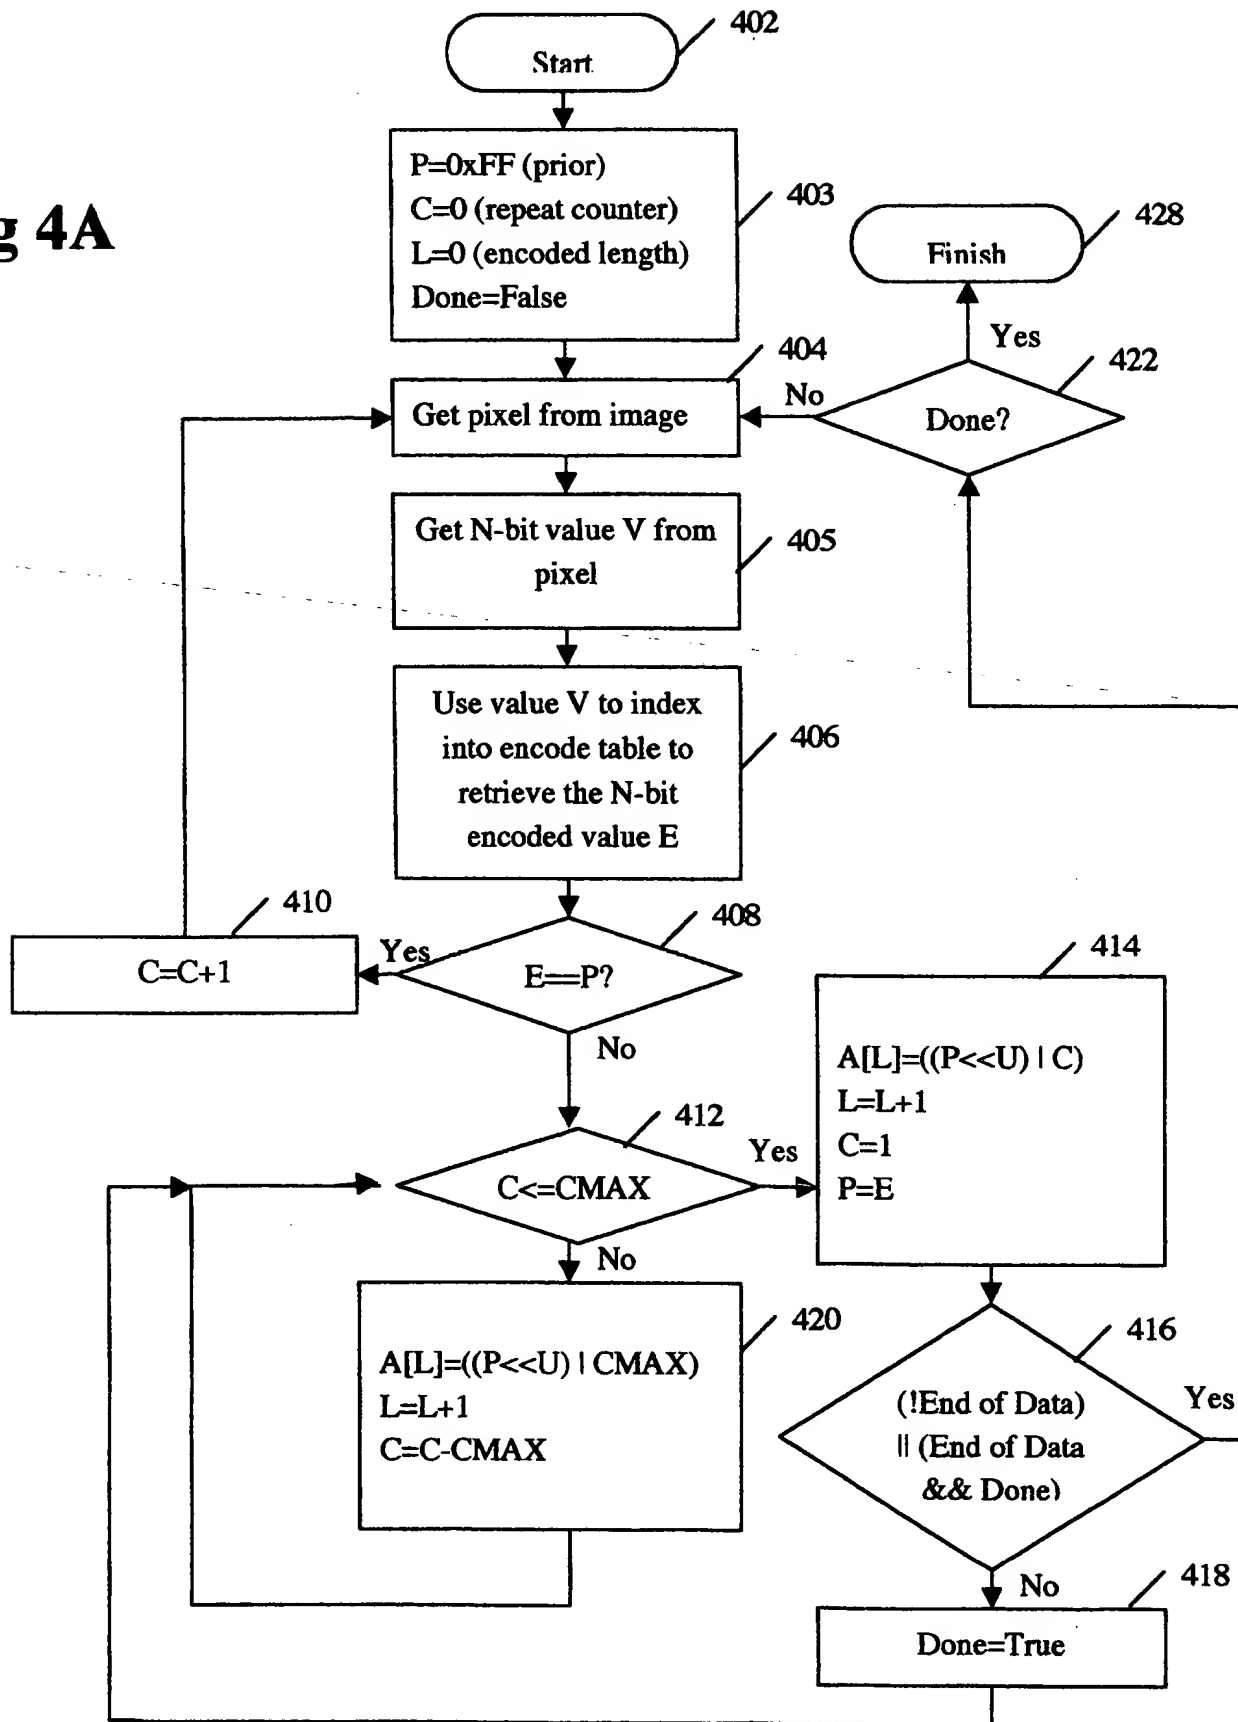 402
Start
P=0xFF (prior)
C=0 (repeat counter)
L=0 (encoded length)
Done=False
403
g 4A
428
Finish
Yes
404
422
Get pixel from image
No
Done?
Get N-bit value V from
pixel
405
Use value V to index
into encode table to
retrieve the N-bit
encoded value E
406
410
408
C=C+1
Yes
E==P?
No
414
A[L]=((P<<U) | C)
L=L+1
C=1
P=E
412
Yes
C<=CMAX
No
420
A[L]=((P<<U) | CMAX)
L=L+1
C=C-CMAX
416
(!End of Data)
|| (End of Data
&& Done)
Yes
No
418
Done=True